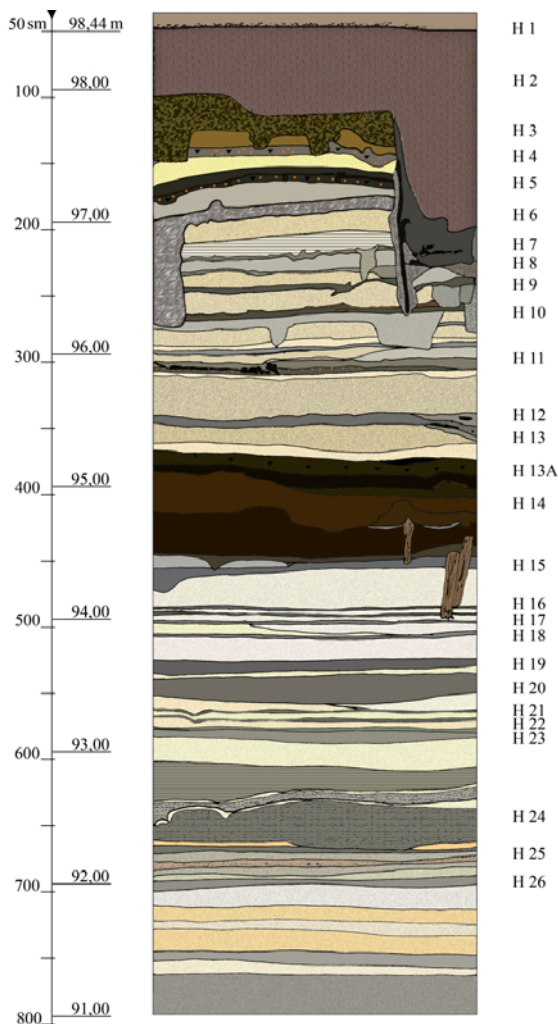 50 sm 98,44 m H 1
98,00
H 2
100
H 3
H 4
H 5
97,00 H 6
200
H 7
H 8
H 9
H 10
96,00
300 H 11
H 12
H 13
H 13A
95,00
400
H 14
H 15
H 16
94,00
500 H 17
H 18
H 19
H 20
H 21
H 22
H 23
93,00
600
H 24
H 25
92,00 H 26
700
91,00
800